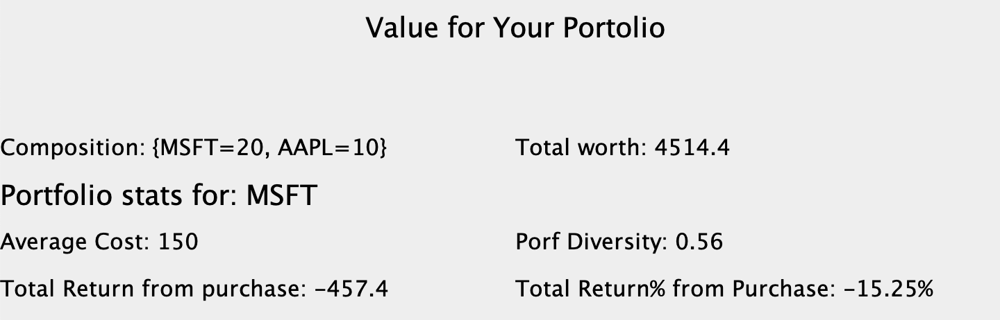 Value for Your Portolio
Composition: {MSFT=20, AAPL=10} Total worth: 4514.4
Portfolio stats for: MSFT
Average Cost: 150 Porf Diversity: 0.56
Total Return from purchase: -457.4 Total Return% from Purchase: -15.25%